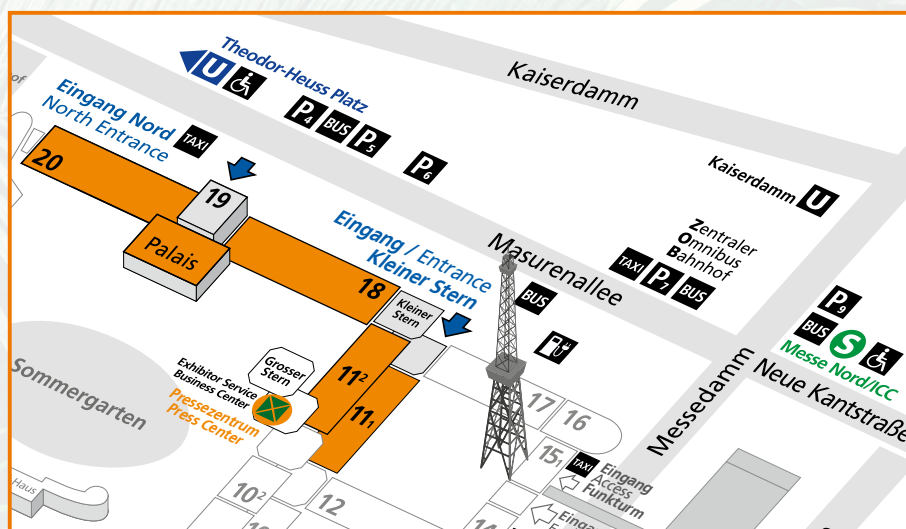 Kaiserdamm
Theodor-Heuss Platz
U
of
Eingang Nord
North Entrance
TAXI
P4
BUS
P5
P6
20
19
Palais
18
Kaiserdamm
U
Zentraler
Omnibus
Bahnhof
TAXI
P7
BUS
Eingang / Entrance
Kleiner Stern
Masurenallee
BUS
Kleiner
Stern
P9
BUS
S
Messe Nord/ICC
Neue Kantstraße
Messedamm
Sommergarten
Exhibitor Service
Business Center
Pressezentrum
Press Center
Grosser
Stern
11²
11₁
17
16
15₁
TAXI
Eingang
Access
Funkturm
Haus
10²
12
14
Eingang